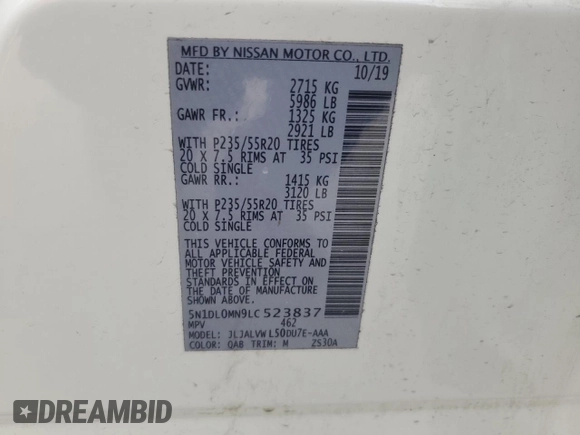 MFD BY NISSAN MOTOR CO., LTD.
DATE: 10/19
GVWR: 2715 KG
5986 LB
GAWR FR.: 1325 KG
2921 LB
WITH P235/55R20 TIRES
20 X 7.5 RIMS AT 35 PSI
COLD SINGLE
GAWR RR.: 1415 KG
3120 LB
WITH P235/55R20 TIRES
20 X 7.5 RIMS AT 35 PSI
COLD SINGLE
THIS VEHICLE CONFORMS TO
ALL APPLICABLE FEDERAL
MOTOR VEHICLE SAFETY AND
THEFT PREVENTION
STANDARDS IN EFFECT ON
THE DATE OF MANUFACTURE
SHOWN ABOVE.
5N1DL0MN9LC523837
MPV 462
MODEL: JLJALVWL50DU7E-AAA
COLOR: QAB TRIM: M ZS30A
DREAMBID